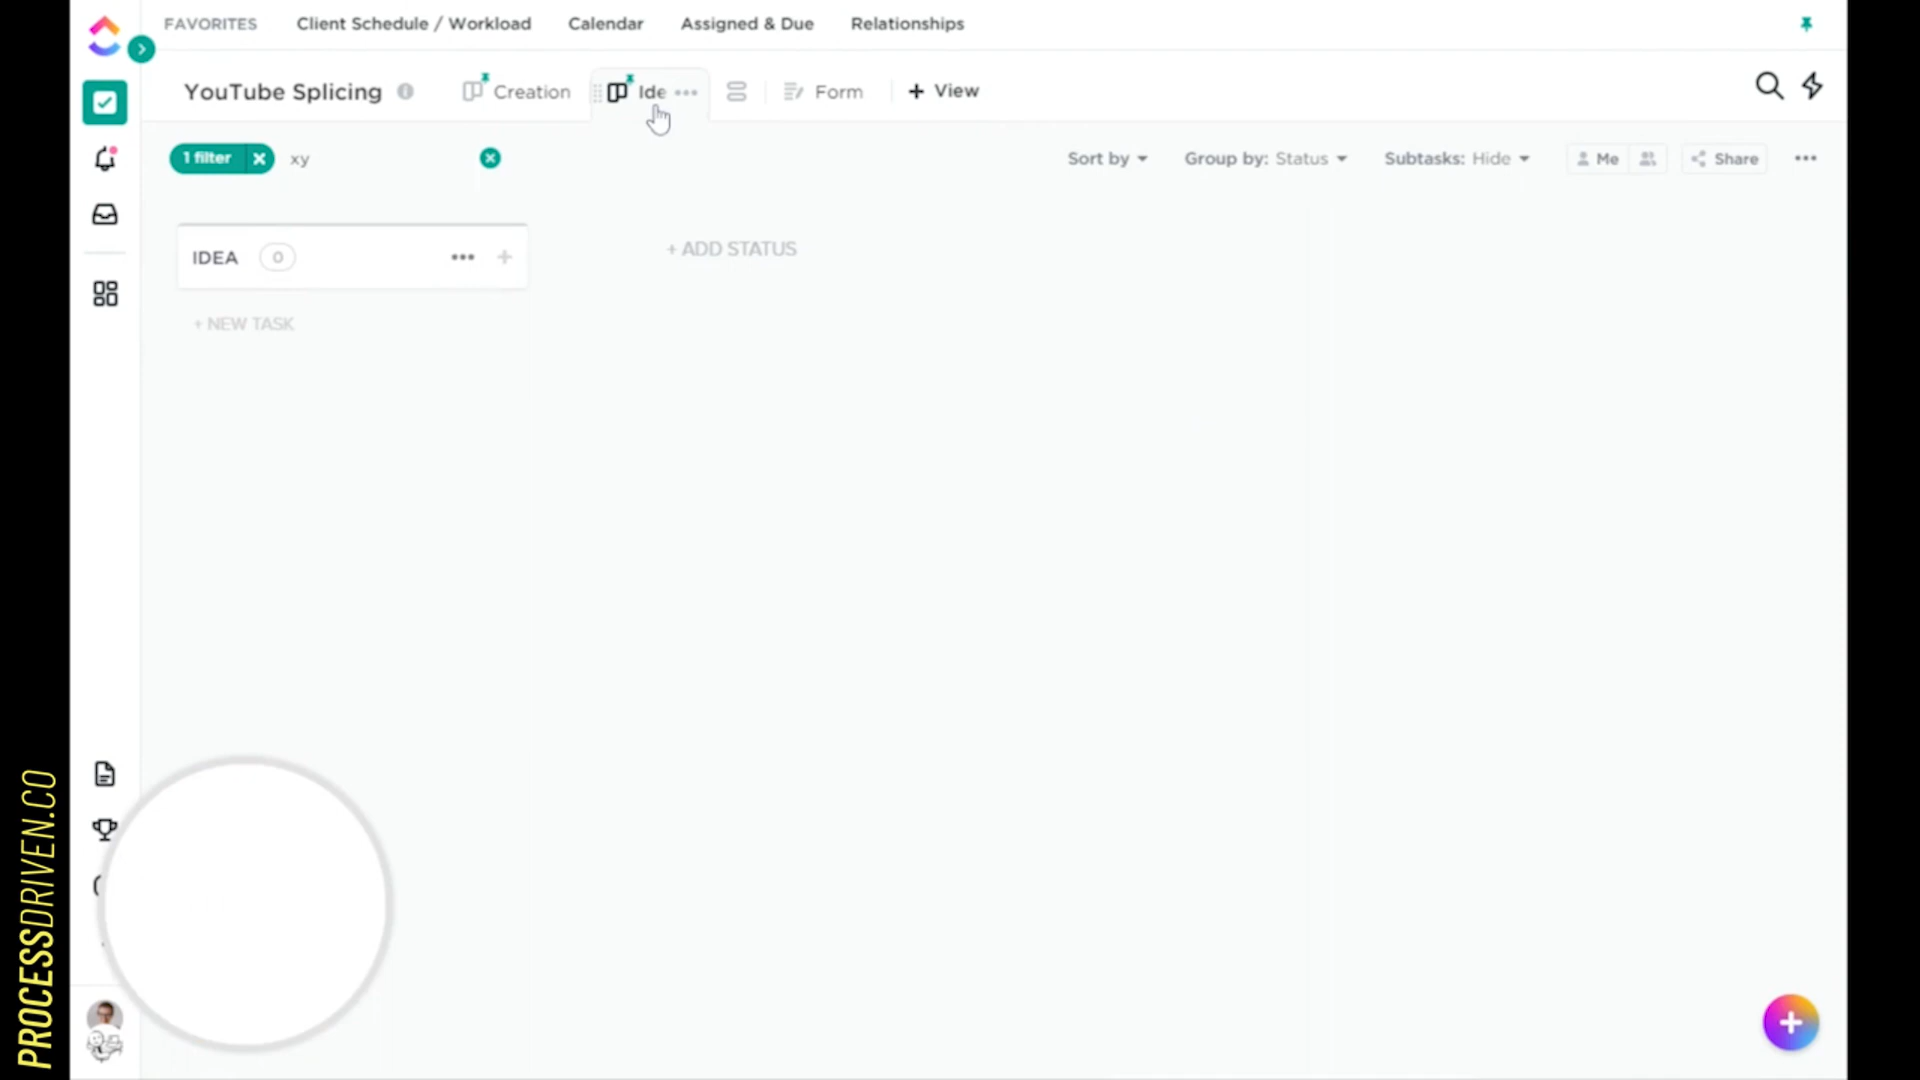 FAVORITES Client Schedule / Workload Calendar Assigned & Due Relationships
YouTube Splicing Creation Ide ••• Form + View
1 filter xy Sort by Group by: Status Subtasks: Hide Me Share
IDEA 0
+ ADD STATUS
+ NEW TASK
PROCESSDRIVEN.CO